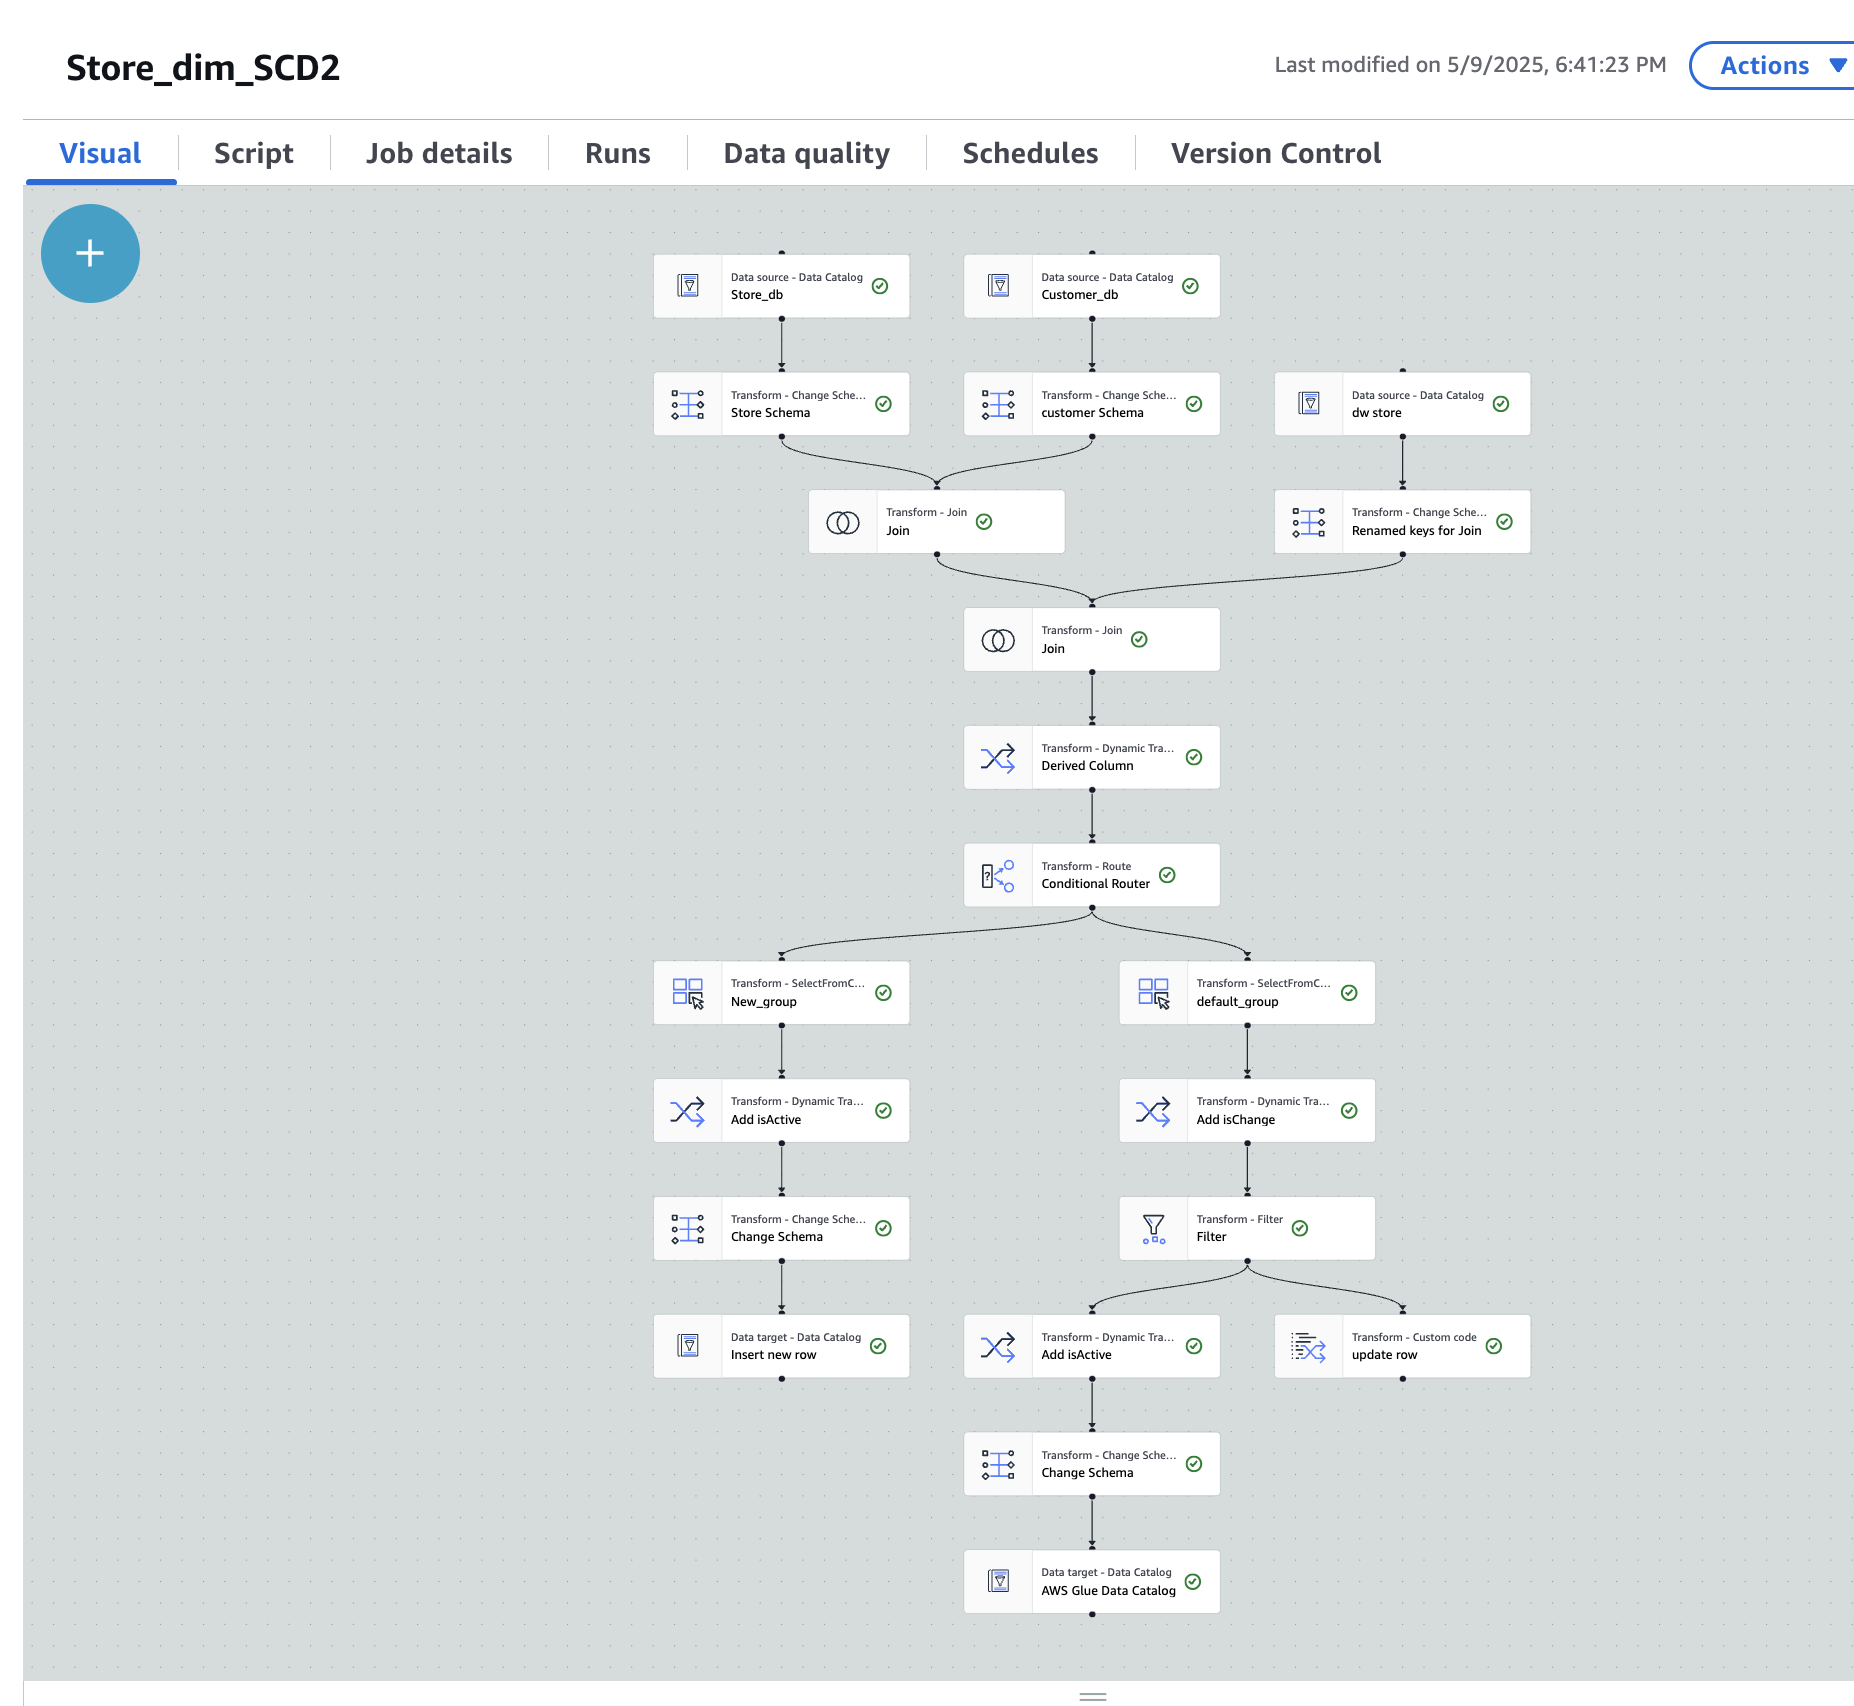 Store_dim_SCD2
Last modified on 5/9/2025, 6:41:23 PM
Actions
Visual
Script
Job details
Runs
Data quality
Schedules
Version Control
Data source - Data Catalog
Store_db
Data source - Data Catalog
Customer_db
Transform - Change Sche...
Store Schema
Transform - Change Sche...
customer Schema
Data source - Data Catalog
dw store
Transform - Join
Join
Transform - Change Sche...
Renamed keys for Join
Transform - Join
Join
Transform - Dynamic Tra...
Derived Column
Transform - Route
Conditional Router
Transform - SelectFromC...
New_group
Transform - SelectFromC...
default_group
Transform - Dynamic Tra...
Add isActive
Transform - Dynamic Tra...
Add isChange
Transform - Change Sche...
Change Schema
Transform - Filter
Filter
Data target - Data Catalog
Insert new row
Transform - Dynamic Tra...
Add isActive
Transform - Custom code
update row
Transform - Change Sche...
Change Schema
Data target - Data Catalog
AWS Glue Data Catalog